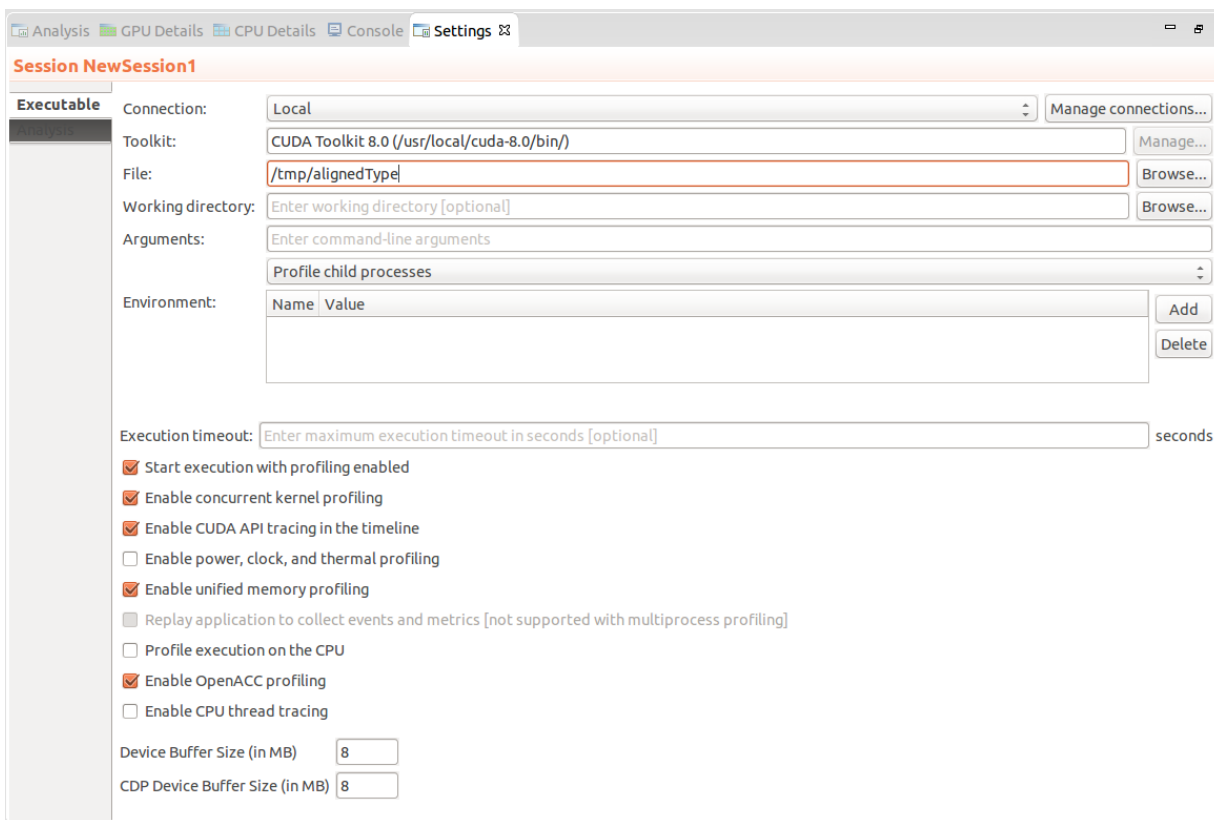 Analysis GPU Details CPU Details Console Settings
Session NewSession1
Executable
Analysis
Connection: Local Manage connections...
Toolkit: CUDA Toolkit 8.0 (/usr/local/cuda-8.0/bin/) Manage...
File: /tmp/alignedType Browse...
Working directory: Enter working directory [optional] Browse...
Arguments: Enter command-line arguments
Profile child processes
Environment: Name Value
Add
Delete
Execution timeout: Enter maximum execution timeout in seconds [optional] seconds
Start execution with profiling enabled
Enable concurrent kernel profiling
Enable CUDA API tracing in the timeline
Enable power, clock, and thermal profiling
Enable unified memory profiling
Replay application to collect events and metrics [not supported with multiprocess profiling]
Profile execution on the CPU
Enable OpenACC profiling
Enable CPU thread tracing
Device Buffer Size (in MB) 8
CDP Device Buffer Size (in MB) 8